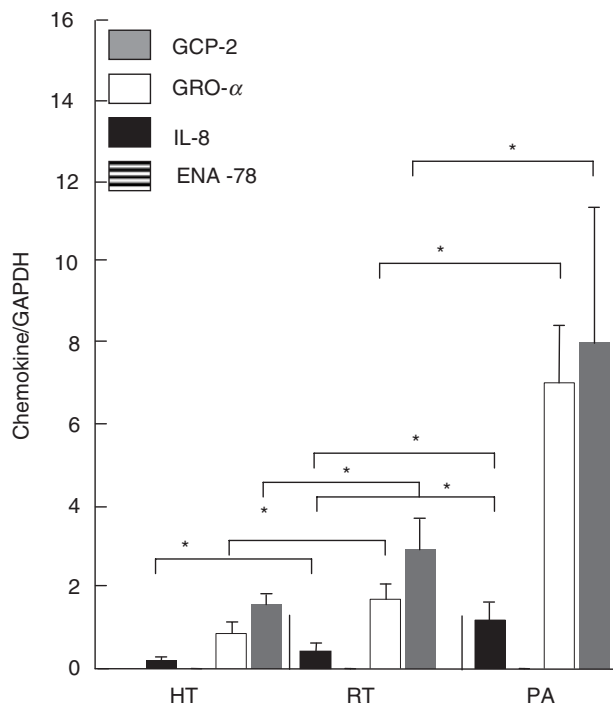 16
14
12
10
8
6
4
2
0
Chemokine/GAPDH
GCP-2
GRO-α
IL-8
ENA -78
*
*
*
*
*
*
*
HT
RT
PA